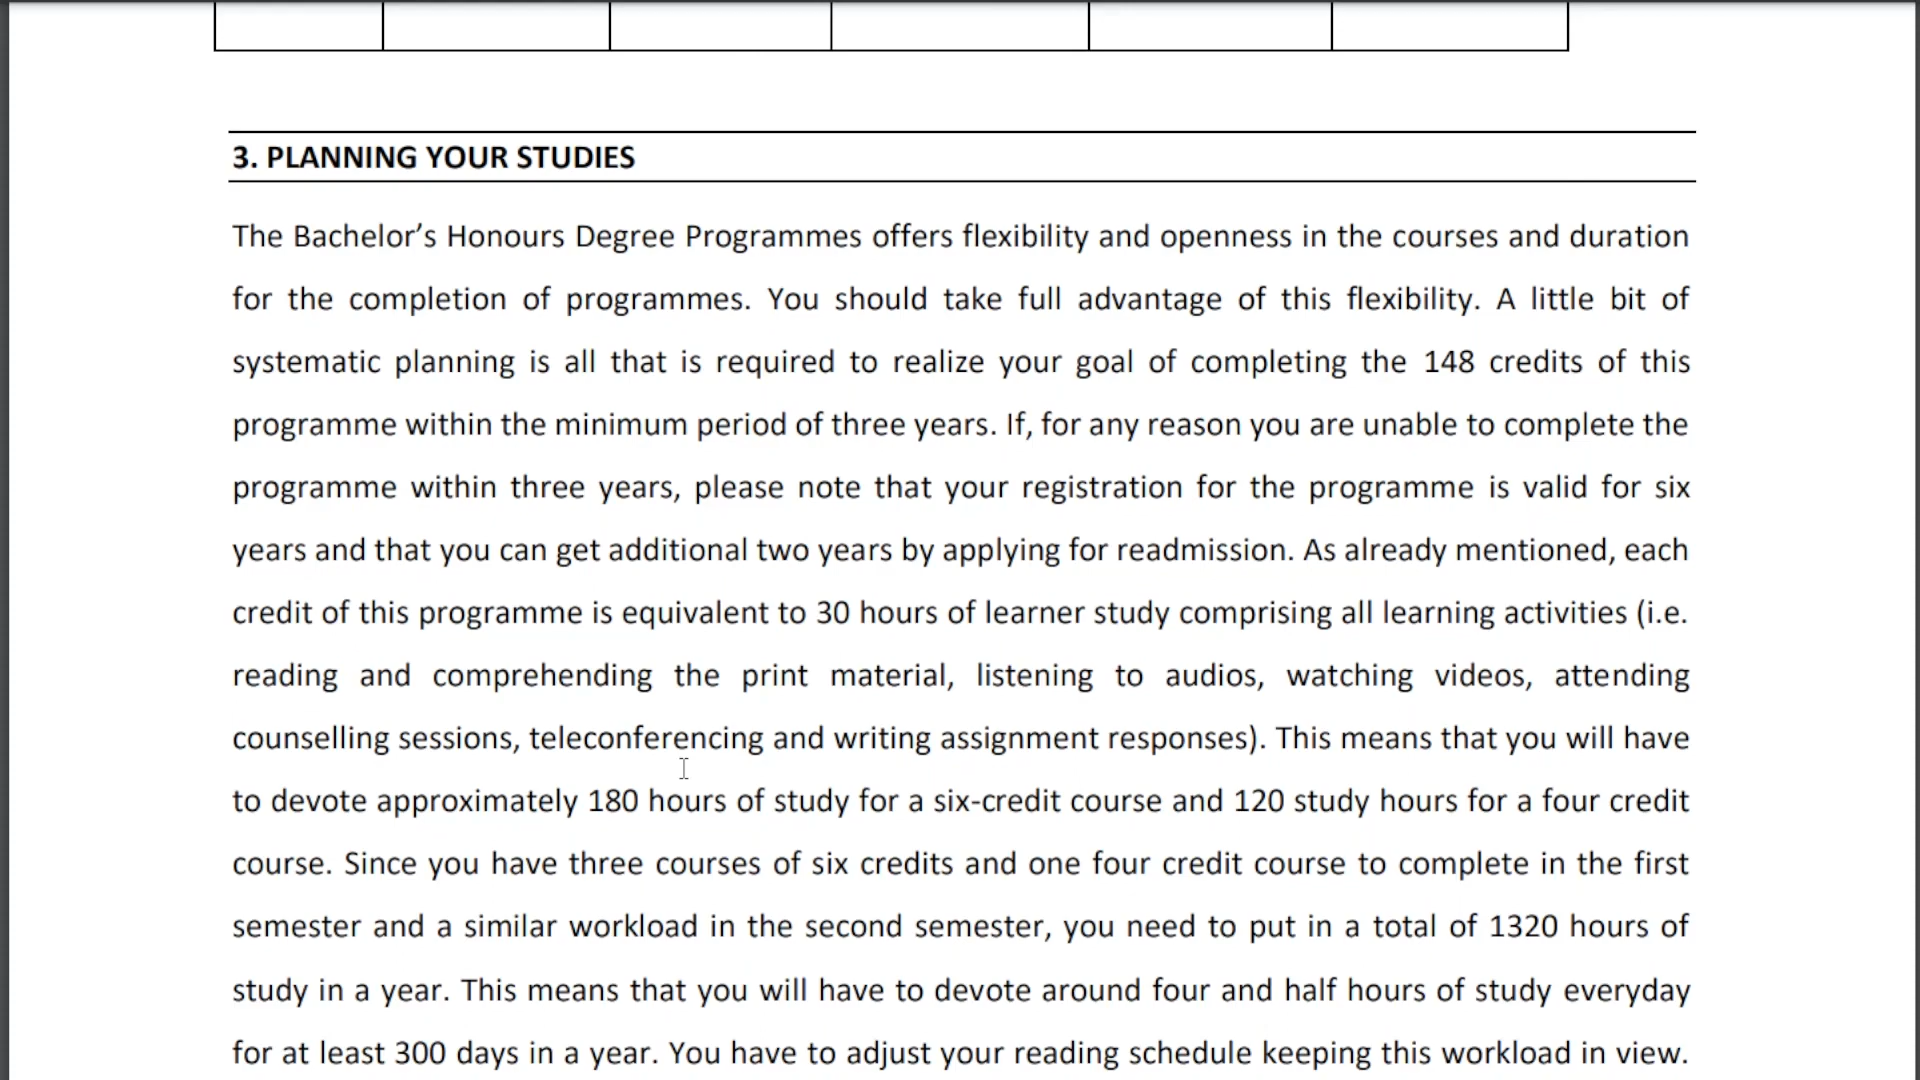 3. PLANNING YOUR STUDIES
The Bachelor’s Honours Degree Programmes offers flexibility and openness in the courses and duration
for the completion of programmes. You should take full advantage of this flexibility. A little bit of
systematic planning is all that is required to realize your goal of completing the 148 credits of this
programme within the minimum period of three years. If, for any reason you are unable to complete the
programme within three years, please note that your registration for the programme is valid for six
years and that you can get additional two years by applying for readmission. As already mentioned, each
credit of this programme is equivalent to 30 hours of learner study comprising all learning activities (i.e.
reading and comprehending the print material, listening to audios, watching videos, attending
counselling sessions, teleconferencing and writing assignment responses). This means that you will have
to devote approximately 180 hours of study for a six-credit course and 120 study hours for a four credit
course. Since you have three courses of six credits and one four credit course to complete in the first
semester and a similar workload in the second semester, you need to put in a total of 1320 hours of
study in a year. This means that you will have to devote around four and half hours of study everyday
for at least 300 days in a year. You have to adjust your reading schedule keeping this workload in view.